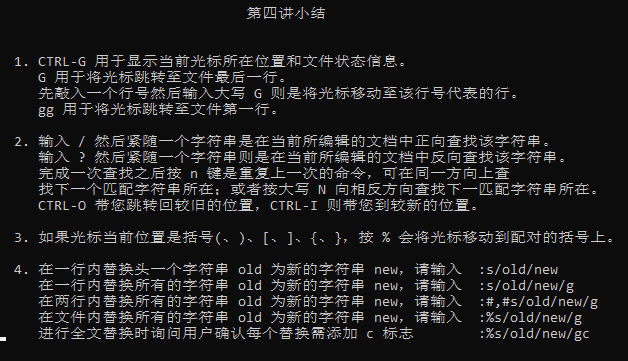 第四讲小结
1. CTRL-G 用于显示当前光标所在位置和文件状态信息。
G 用于将光标跳转至文件最后一行。
先敲入一个行号然后输入大写 G 则是将光标移动至该行号代表的行。
gg 用于将光标跳转至文件第一行。
2. 输入 / 然后紧随一个字符串是在当前所编辑的文档中正向查找该字符串。
输入 ? 然后紧随一个字符串则是在当前所编辑的文档中反向查找该字符串。
完成一次查找之后按 n 键是重复上一次的命令，可在同一方向上查
找下一个匹配字符串所在；或者按大写 N 向相反方向查找下一匹配字符串所在。
CTRL-O 带您跳转回较旧的位置，CTRL-I 则带您到较新的位置。
3. 如果光标当前位置是括号(、)、[、]、{、}，按 % 会将光标移动到配对的括号上。
4. 在一行内替换头一个字符串 old 为新的字符串 new，请输入 :s/old/new
在一行内替换所有的字符串 old 为新的字符串 new，请输入 :s/old/new/g
在两行内替换所有的字符串 old 为新的字符串 new，请输入 :#,#s/old/new/g
在文件内替换所有的字符串 old 为新的字符串 new，请输入 :%s/old/new/g
进行全文替换时询问用户确认每个替换需添加 c 标志 :%s/old/new/gc